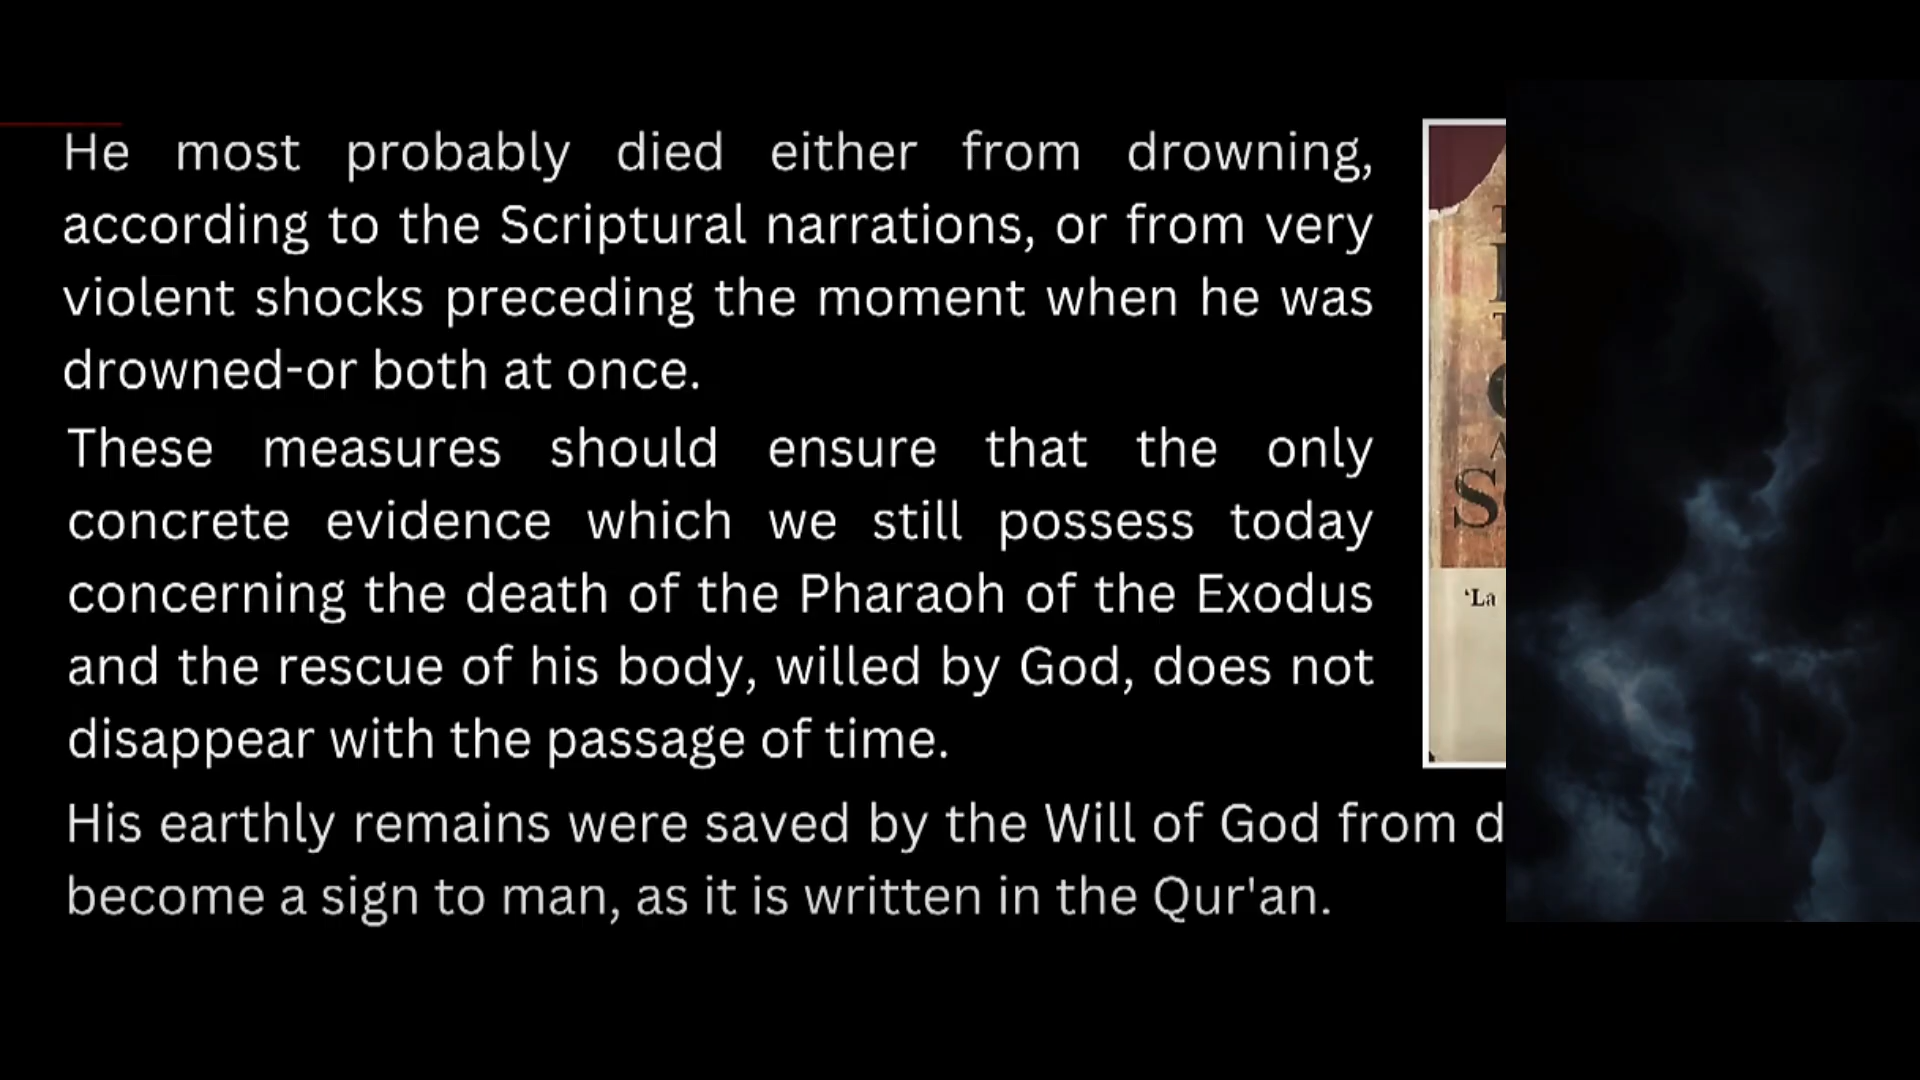 He most probably died either from drowning,
according to the Scriptural narrations, or from very
violent shocks preceding the moment when he was
drowned-or both at once.
These measures should ensure that the only
concrete evidence which we still possess today
concerning the death of the Pharaoh of the Exodus
and the rescue of his body, willed by God, does not
disappear with the passage of time.
His earthly remains were saved by the Will of God from
become a sign to man, as it is written in the Qur'an.
'La